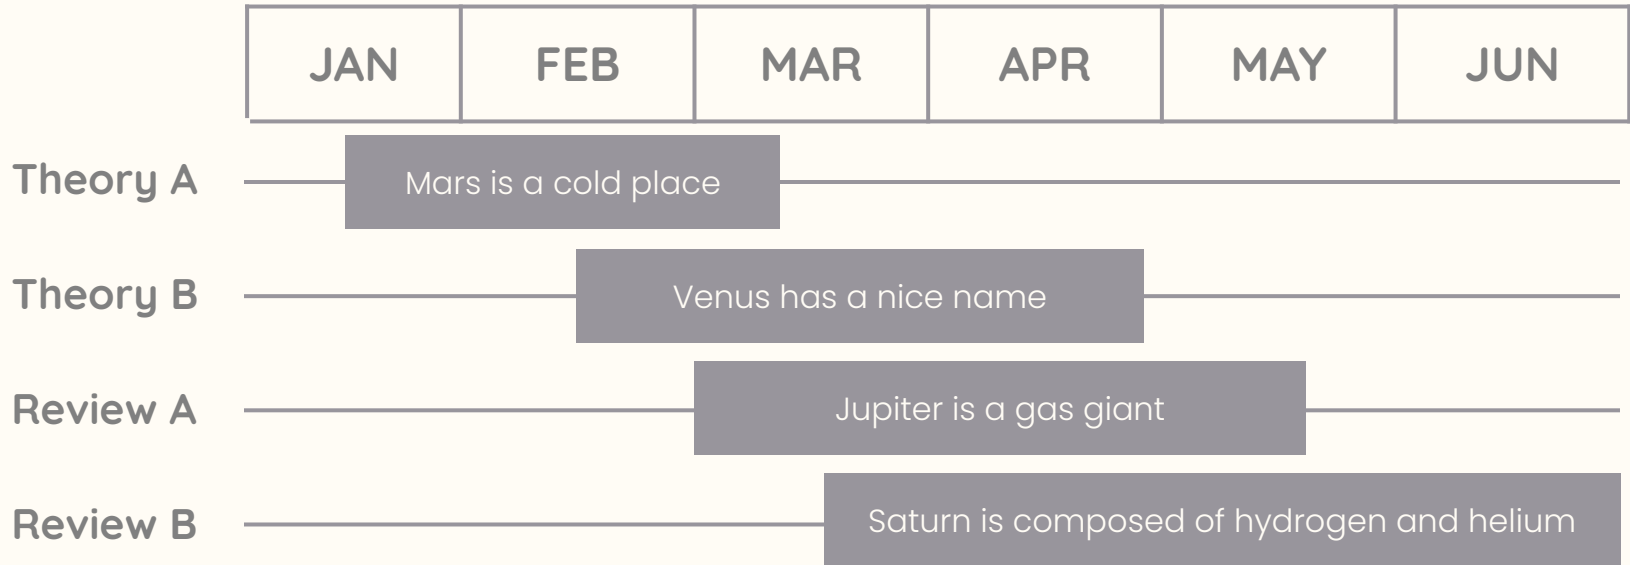 JAN FEB MAR APR MAY JUN
Theory A Mars is a cold place
Theory B Venus has a nice name
Review A Jupiter is a gas giant
Review B Saturn is composed of hydrogen and helium